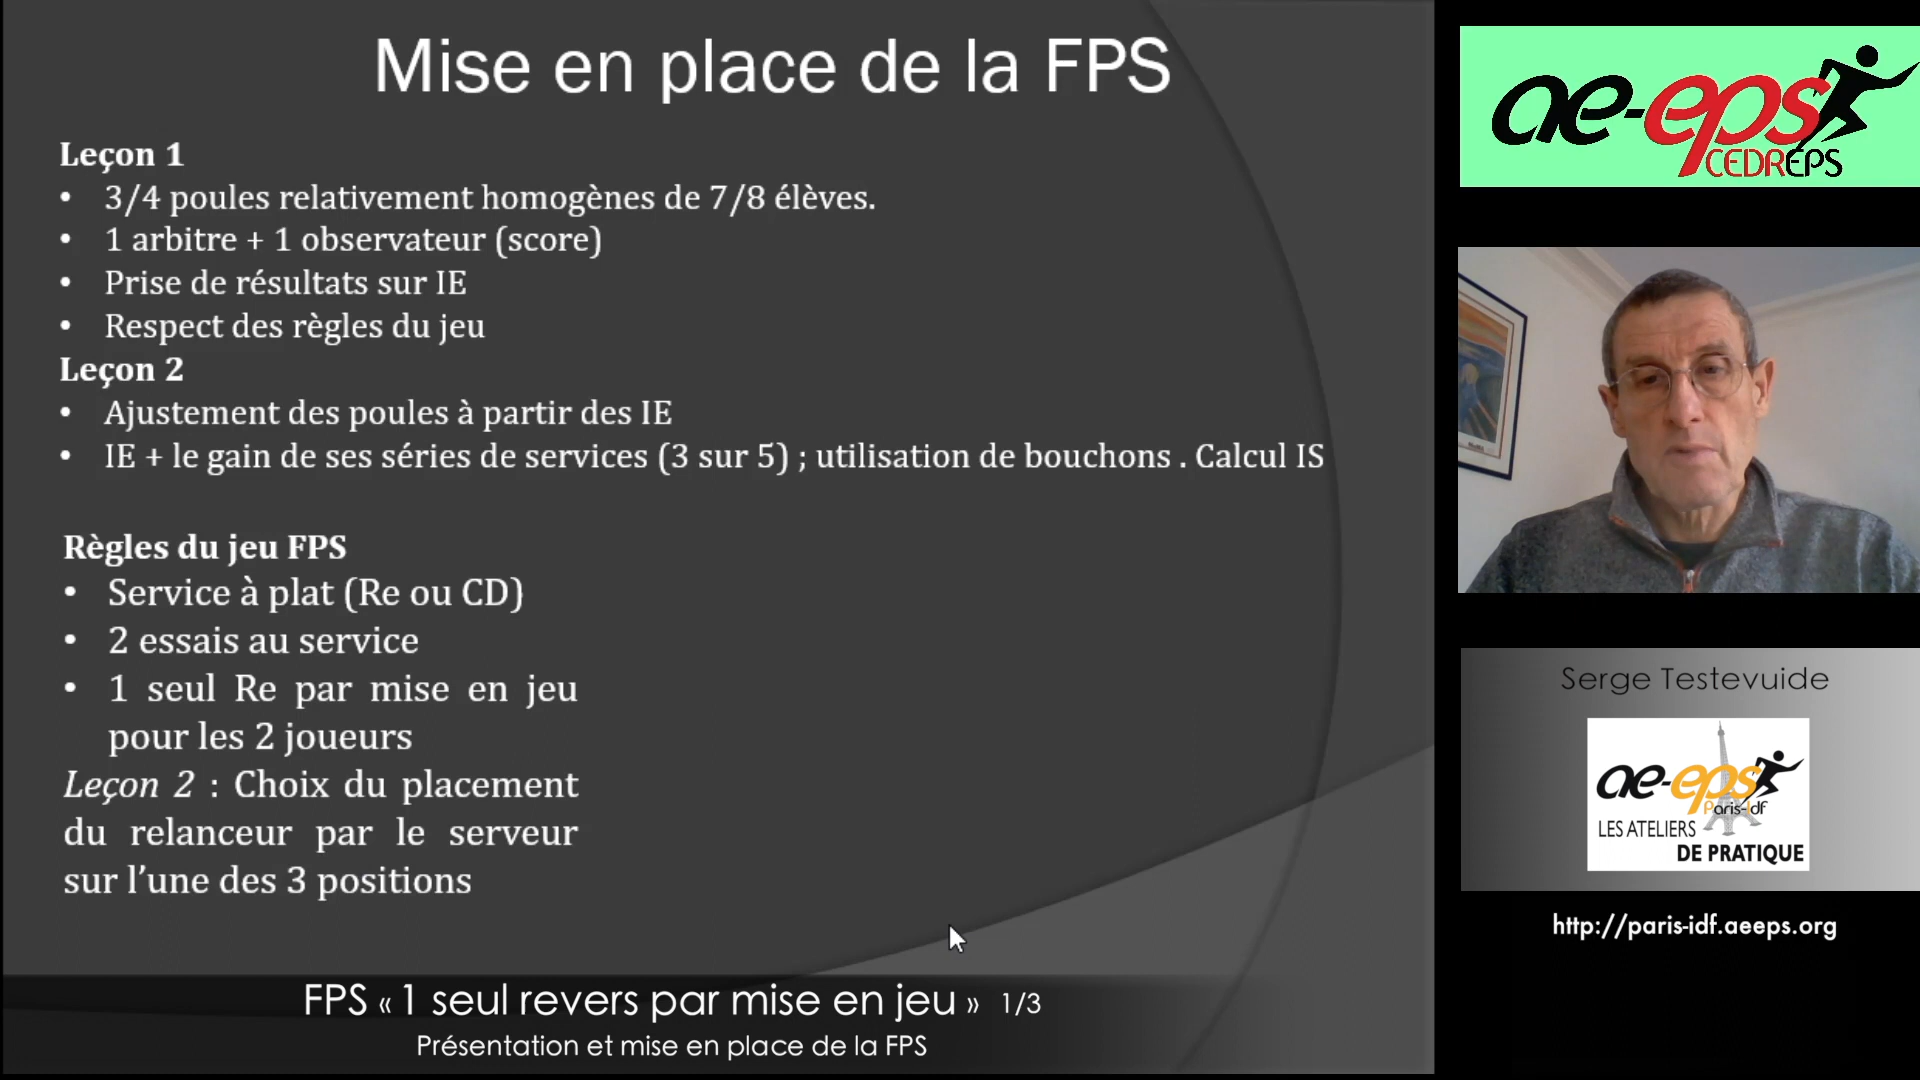 Mise en place de la FPS
Leçon 1
• 3/4 poules relativement homogènes de 7/8 élèves.
• 1 arbitre + 1 observateur (score)
• Prise de résultats sur IE
• Respect des règles du jeu
Leçon 2
• Ajustement des poules à partir des IE
• IE + le gain de ses séries de services (3 sur 5) ; utilisation de bouchons . Calcul IS
Règles du jeu FPS
• Service à plat (Re ou CD)
• 2 essais au service
• 1 seul Re par mise en jeu
pour les 2 joueurs
Leçon 2 : Choix du placement
du relanceur par le serveur
sur l'une des 3 positions
FPS « 1 seul revers par mise en jeu » 1/3
Présentation et mise en place de la FPS
ae-eps
CEDREPS
Serge Testevuide
ae-eps
Paris-Idf
LES ATELIERS
DE PRATIQUE
http://paris-idf.aeeps.org